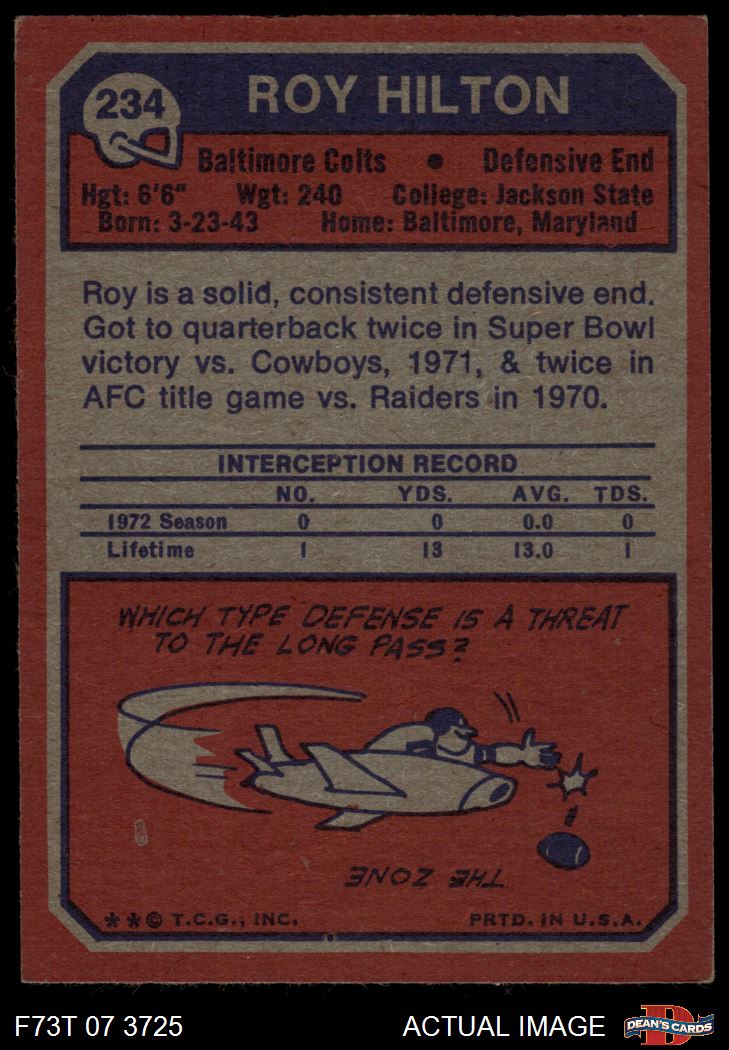 234
ROY HILTON
Baltimore Colts • Defensive End
Hgt: 6'6" Wgt: 240 College: Jackson State
Born: 3-23-43 Home: Baltimore, Maryland
Roy is a solid, consistent defensive end.
Got to quarterback twice in Super Bowl
victory vs. Cowboys, 1971, & twice in
AFC title game vs. Raiders in 1970.
INTERCEPTION RECORD
NO. YDS. AVG. TDS.
1972 Season 0 0 0.0 0
Lifetime 1 13 13.0 1
WHICH TYPE DEFENSE IS A THREAT
TO THE LONG PASS?
THE ZONE
** © T.C.G., INC. PRTD. IN U.S.A.
F73T 07 3725 ACTUAL IMAGE
D
DEAN'S CARDS